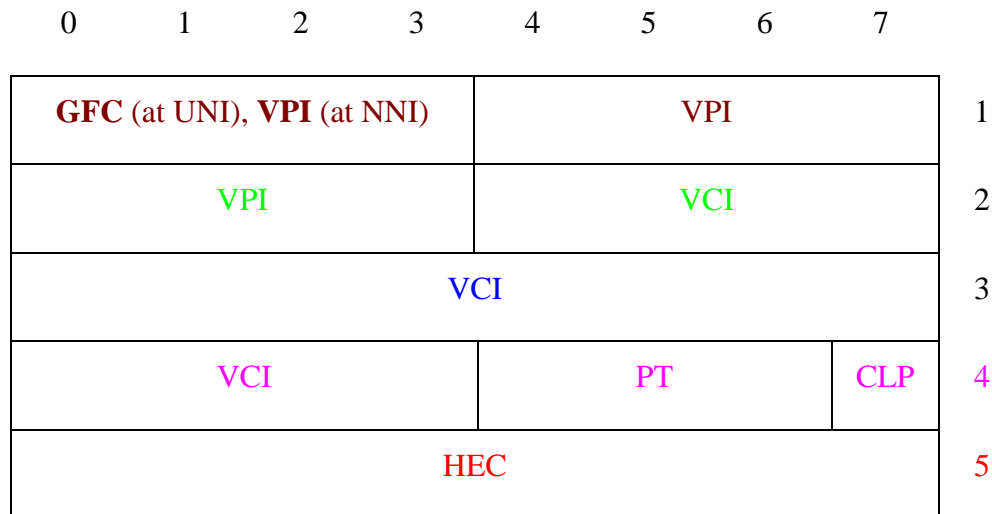 0 1 2 3 4 5 6 7
GFC (at UNI), VPI (at NNI) VPI 1
VPI VCI 2
VCI 3
VCI PT CLP 4
HEC 5